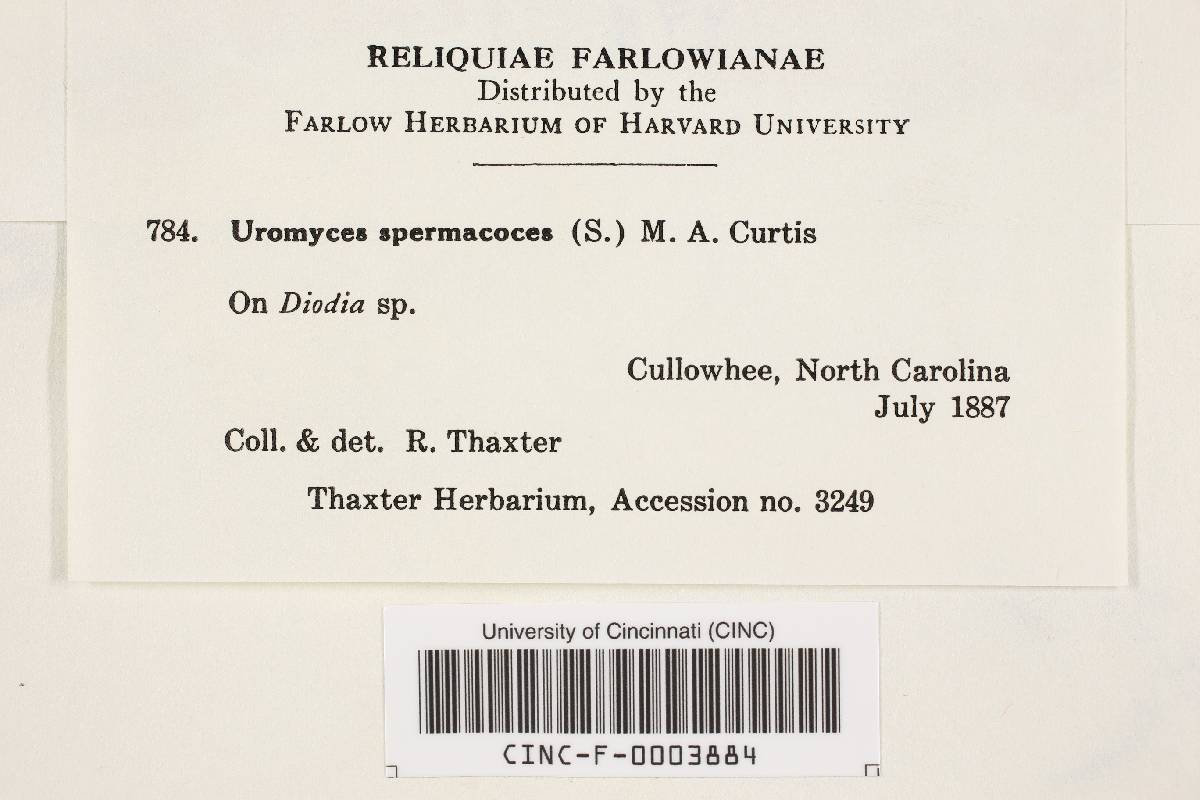 RELIQUIAE FARLOWIANAE
Distributed by the
FARLOW HERBARIUM OF HARVARD UNIVERSITY
784. Uromyces spermacoces (S.) M. A. Curtis
On Diodia sp.
Cullowhee, North Carolina
July 1887
Coll. & det. R. Thaxter
Thaxter Herbarium, Accession no. 3249
University of Cincinnati (CINC)
CINC-F-0003884